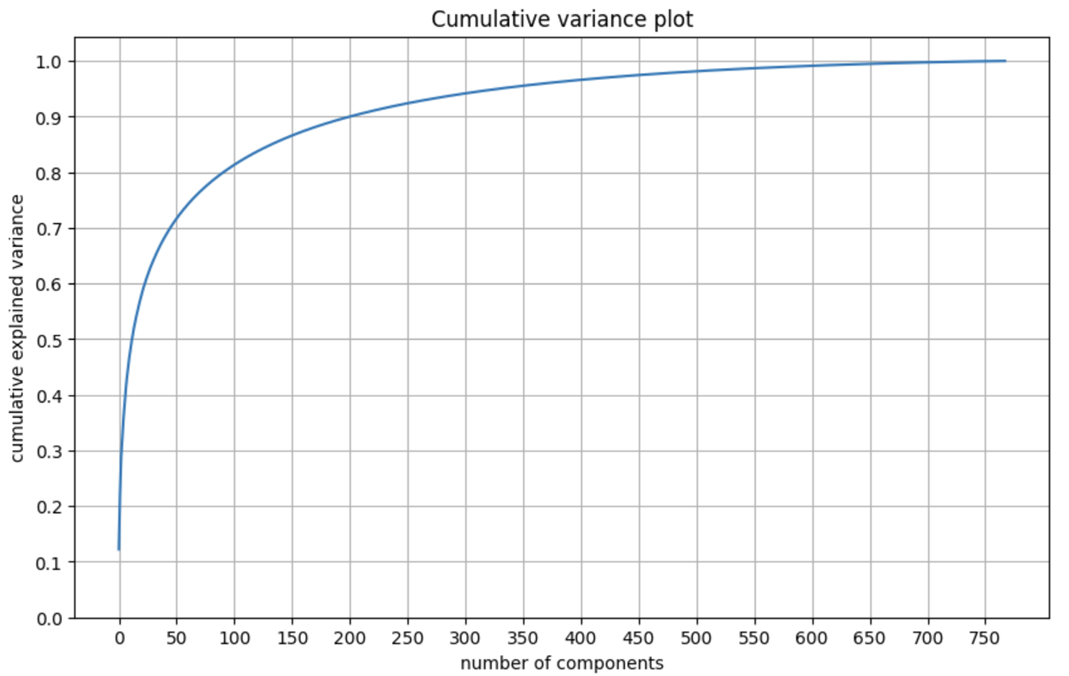 Cumulative variance plot
cumulative explained variance
1.0
0.9
0.8
0.7
0.6
0.5
0.4
0.3
0.2
0.1
0.0
0 50 100 150 200 250 300 350 400 450 500 550 600 650 700 750
number of components